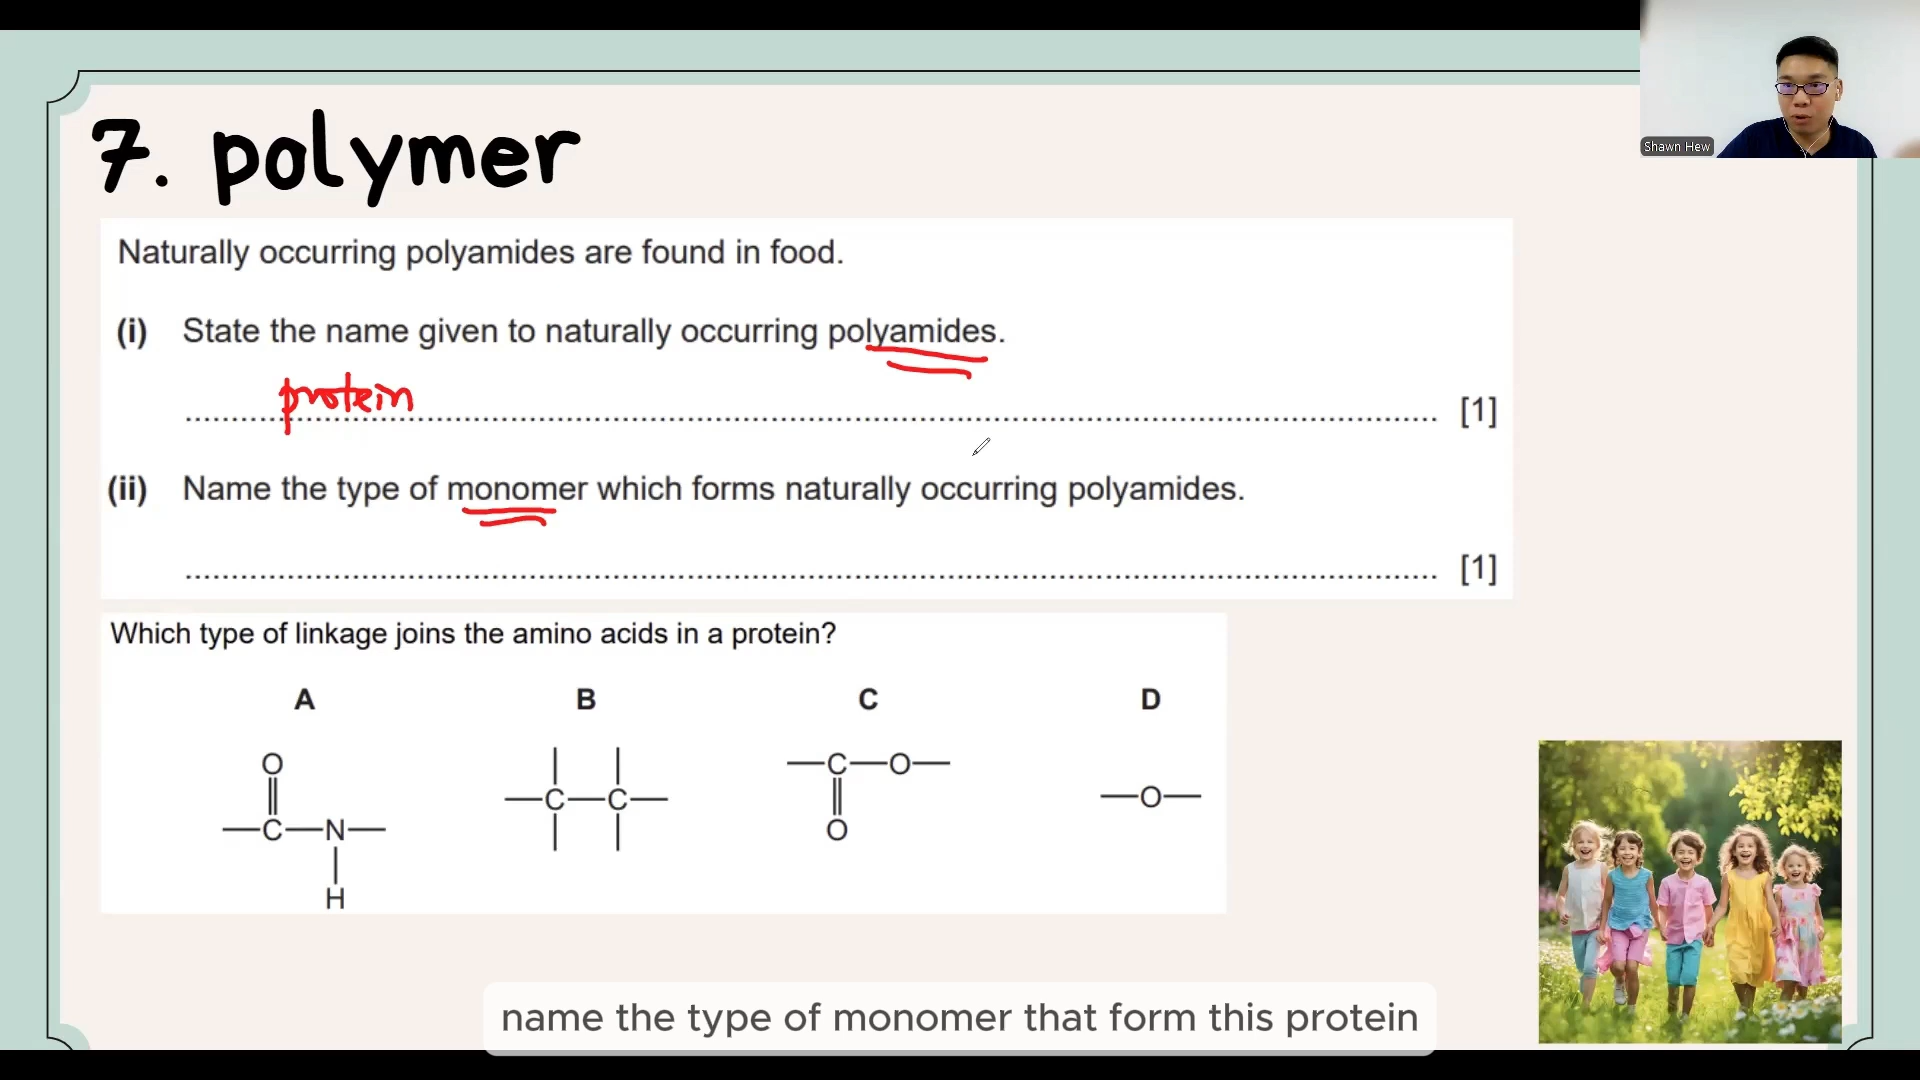 Shawn Hew
7. polymer
Naturally occurring polyamides are found in food.
(i) State the name given to naturally occurring polyamides.
protein
[1]
(ii) Name the type of monomer which forms naturally occurring polyamides.
[1]
Which type of linkage joins the amino acids in a protein?
A B C D
O
C N
H
C C
C O
O
O
name the type of monomer that form this protein